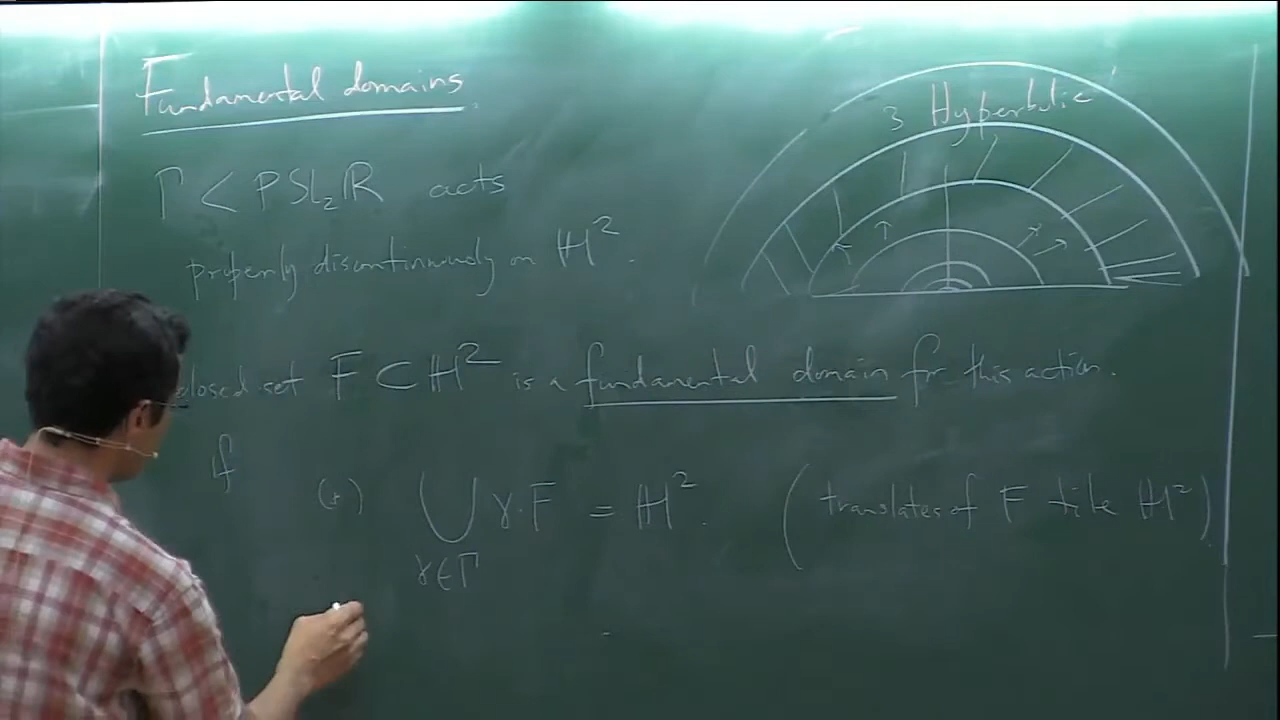 Fundamental domains
3 Hyperbolic
Γ < PSL₂ℝ acts
properly discontinuously on ℍ².
closed set F ⊂ ℍ² is a fundamental domain for this action.
if
⋃ γ·F = ℍ². (translates of F tile ℍ²)
γ∈Γ